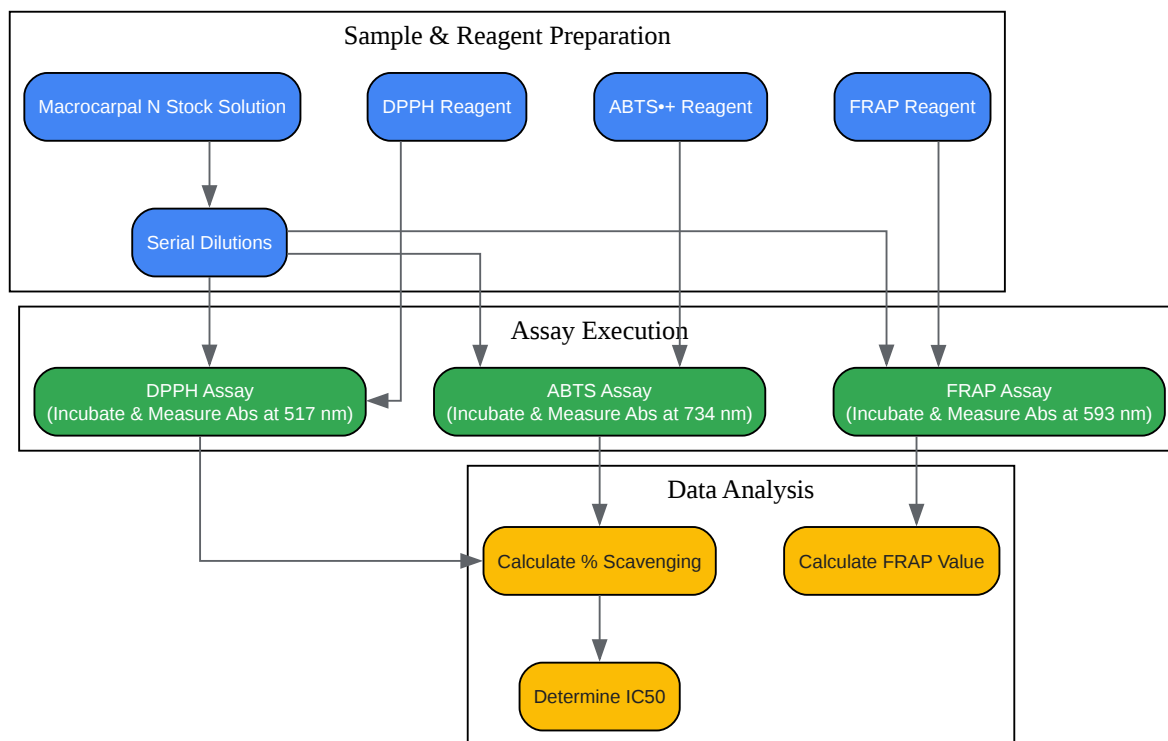 Sample & Reagent Preparation
Macrocarpal N Stock Solution
DPPH Reagent
ABTS•+ Reagent
FRAP Reagent
Serial Dilutions
Assay Execution
DPPH Assay
(Incubate & Measure Abs at 517 nm)
ABTS Assay
(Incubate & Measure Abs at 734 nm)
FRAP Assay
(Incubate & Measure Abs at 593 nm)
Data Analysis
Calculate % Scavenging
Calculate FRAP Value
Determine IC50